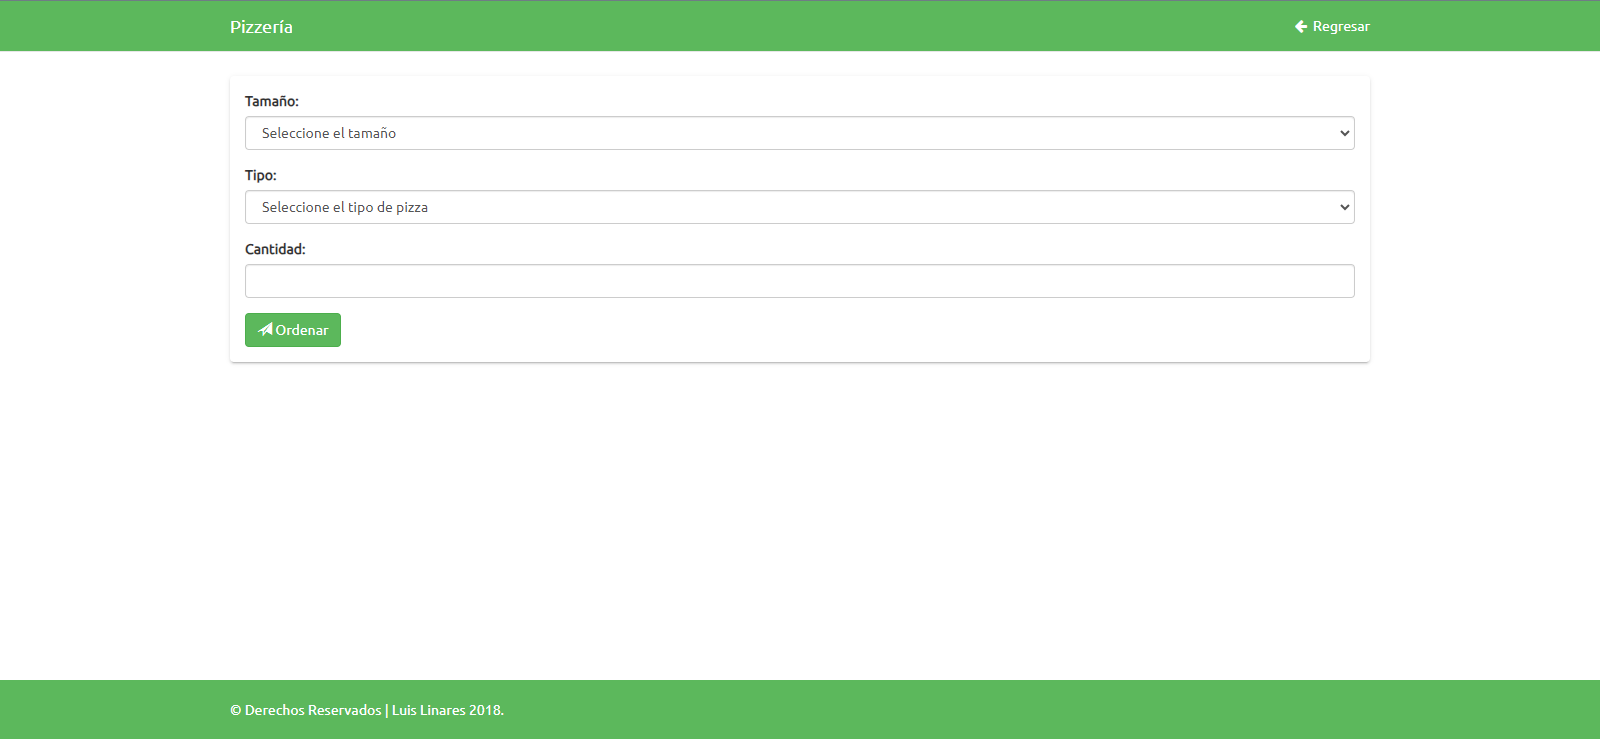 Pizzería
Regresar
Tamaño:
Seleccione el tamaño
Tipo:
Seleccione el tipo de pizza
Cantidad:
Ordenar
© Derechos Reservados | Luis Linares 2018.